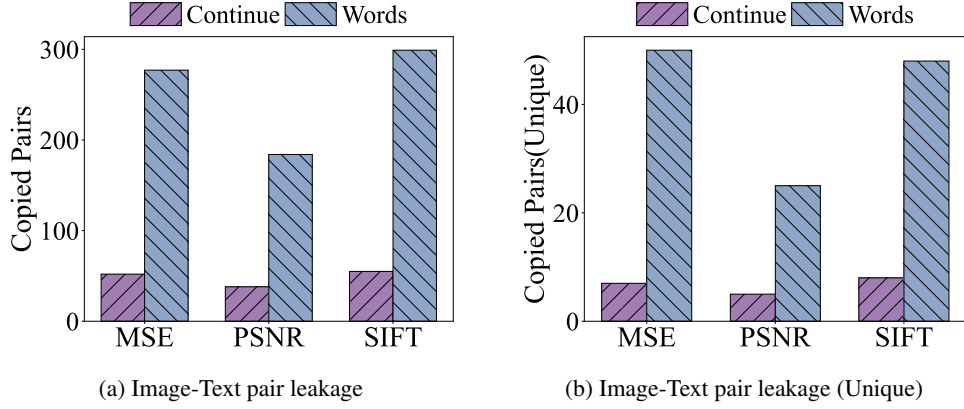 Continue Words
Copied Pairs
300
200
100
0
MSE PSNR SIFT
(a) Image-Text pair leakage
Continue Words
Copied Pairs(Unique)
40
20
0
MSE PSNR SIFT
(b) Image-Text pair leakage (Unique)